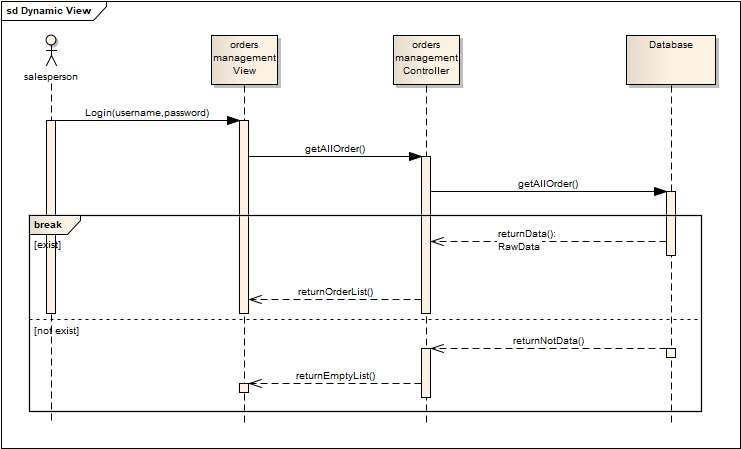 sd Dynamic View
salesperson
orders
management
View
orders
management
Controller
Database
Login(username,password)
getAllOrder()
getAllOrder()
break
[exist]
returnData():
RawData
returnOrderList()
[not exist]
returnNotData()
returnEmptyList()